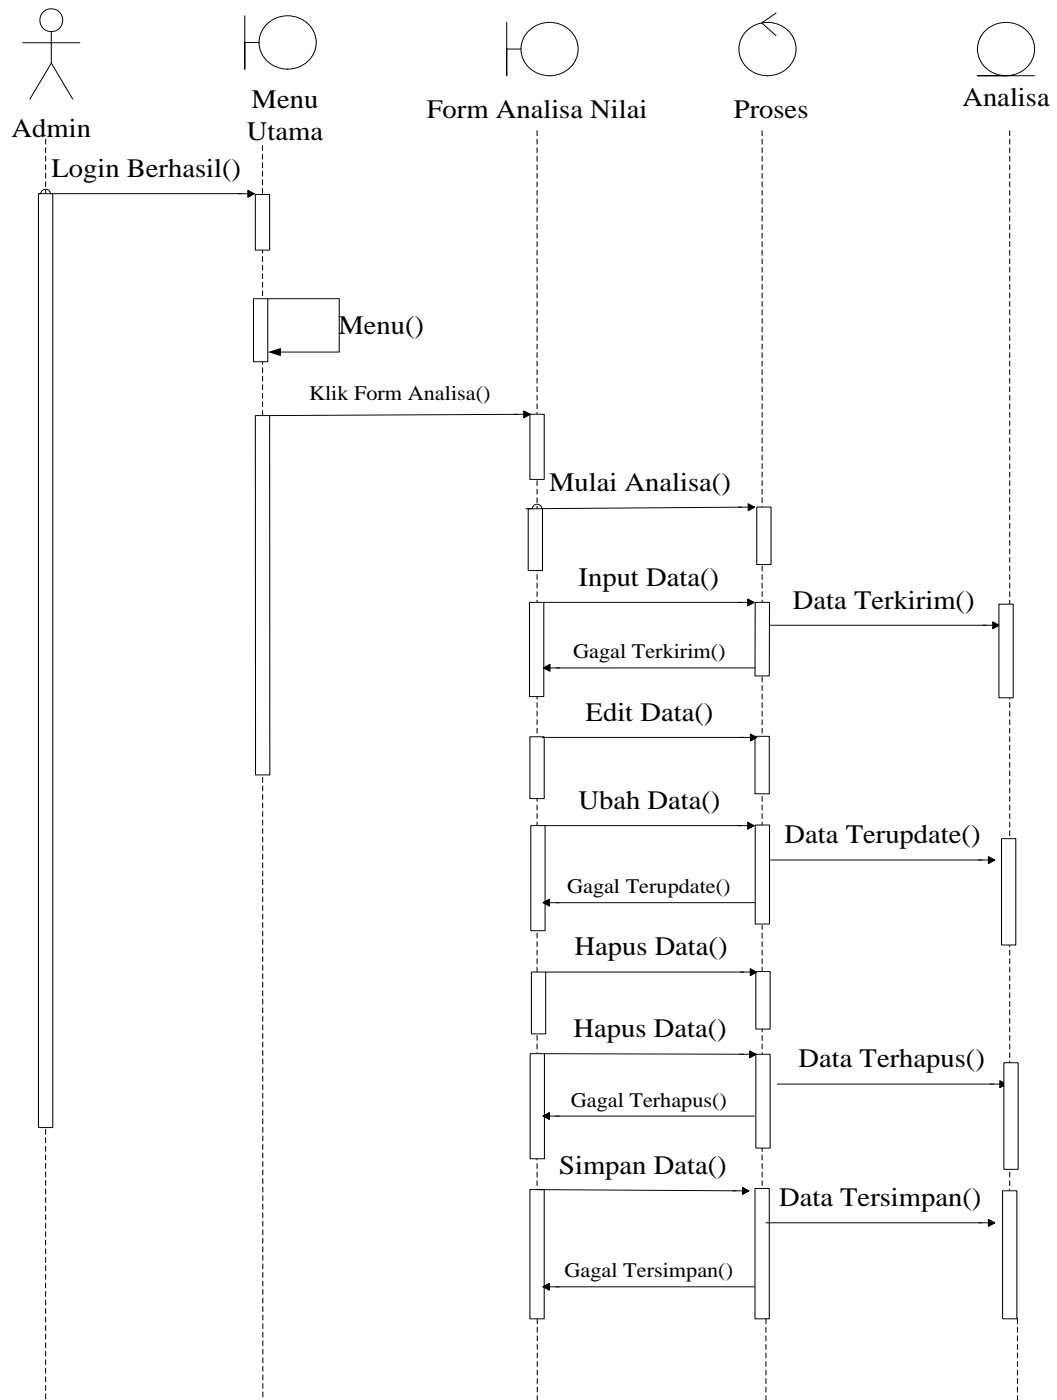 Admin
Menu
Utama
Form Analisa Nilai
Proses
Analisa
Login Berhasil()
Menu()
Klik Form Analisa()
Mulai Analisa()
Input Data()
Data Terkirim()
Gagal Terkirim()
Edit Data()
Ubah Data()
Data Terupdate()
Gagal Terupdate()
Hapus Data()
Hapus Data()
Data Terhapus()
Gagal Terhapus()
Simpan Data()
Data Tersimpan()
Gagal Tersimpan()